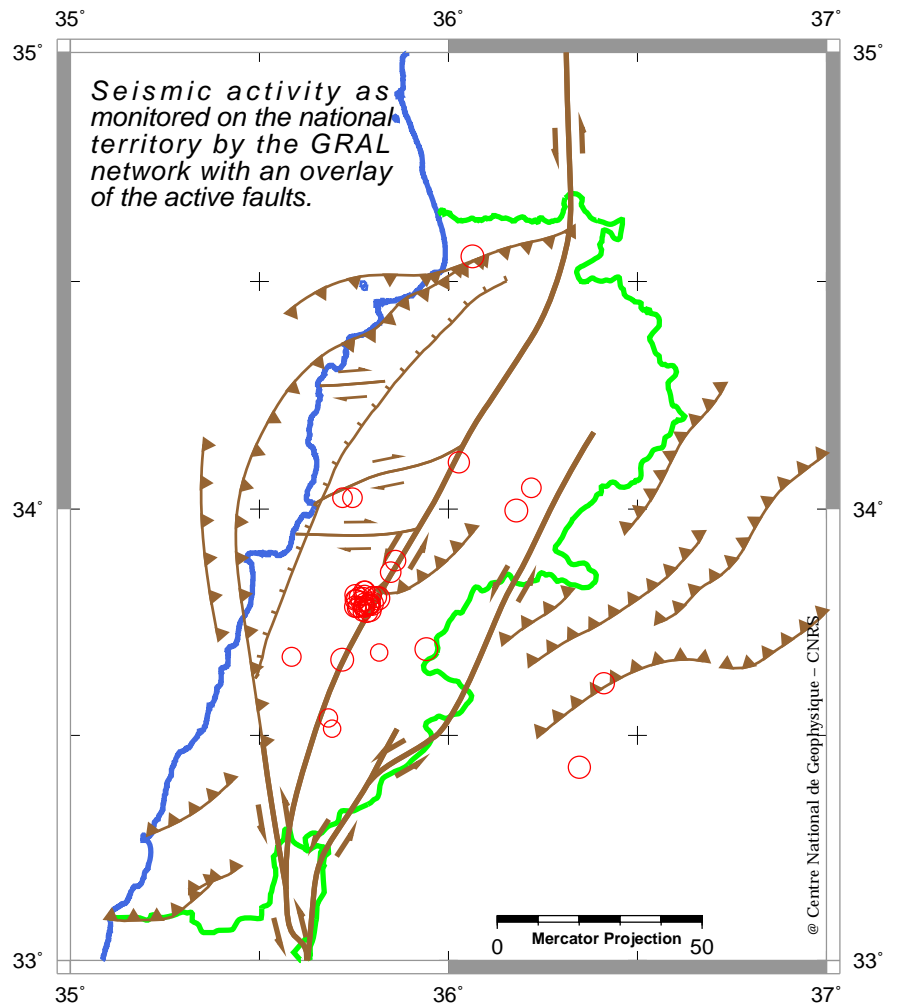 35° 36° 37°
35° 35°
Seismic activity as
monitored on the national
territory by the GRAL
network with an overlay
of the active faults.
34° 34°
@ Centre National de Geophysique – CNRS
Mercator Projection
0 50
33° 33°
35° 36° 37°